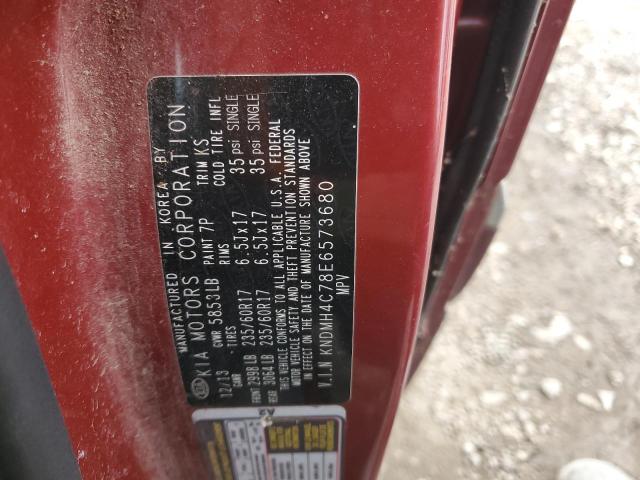 MANUFACTURED IN KOREA BY
KIA MOTORS CORPORATION
GVWR 5853LB PAINT 7P TRIM KS
12/13 TIRES RIMS COLD TIRE INFL
GAWR
FRONT 2998 LB 235/60R17 6.5Jx17 35 psi SINGLE
REAR 3064 LB 235/60R17 6.5Jx17 35 psi SINGLE
THIS VEHICLE CONFORMS TO ALL APPLICABLE U.S.A. FEDERAL
MOTOR VEHICLE SAFETY AND THEFT PREVENTION STANDARDS
IN EFFECT ON THE DATE OF MANUFACTURE SHOWN ABOVE
V.I.N KNDMH4C78E6573680
MPV